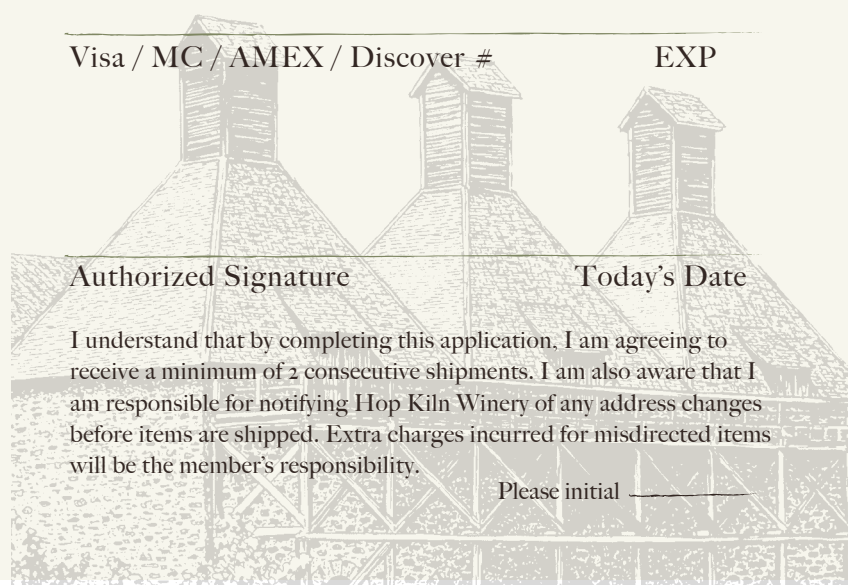 Visa / MC / AMEX / Discover # EXP
Authorized Signature Today's Date
I understand that by completing this application, I am agreeing to
receive a minimum of 2 consecutive shipments. I am also aware that I
am responsible for notifying Hop Kiln Winery of any address changes
before items are shipped. Extra charges incurred for misdirected items
will be the member's responsibility.
Please initial